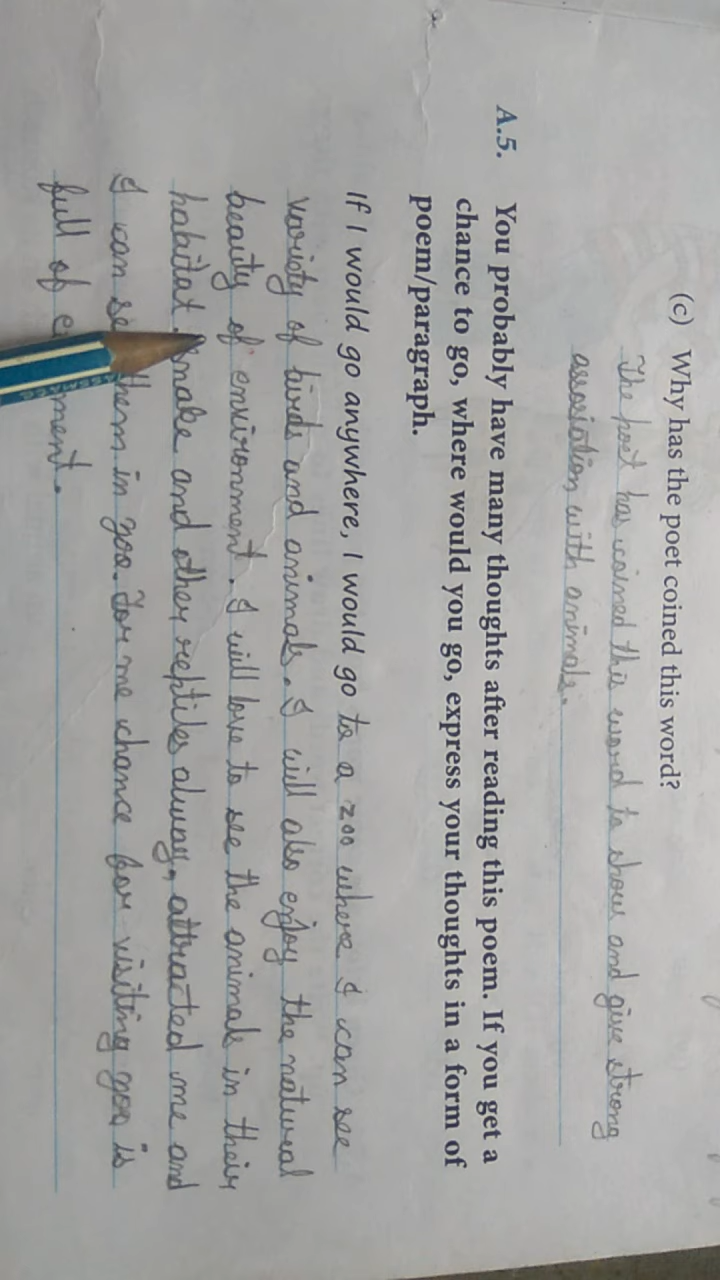 (c) Why has the poet coined this word?
The poet has coined this word to show and give strong
association with animals.
A.5. You probably have many thoughts after reading this poem. If you get a
chance to go, where would you go, express your thoughts in a form of
poem/paragraph.
If I would go anywhere, I would go to a zoo where I can see
variety of birds and animals. I will also enjoy the natural
beauty of environment. I will love to see the animals in their
habitat. Snake and other reptiles always attracted me and
I can them in zoo. For me chance for visiting zoo is
full of